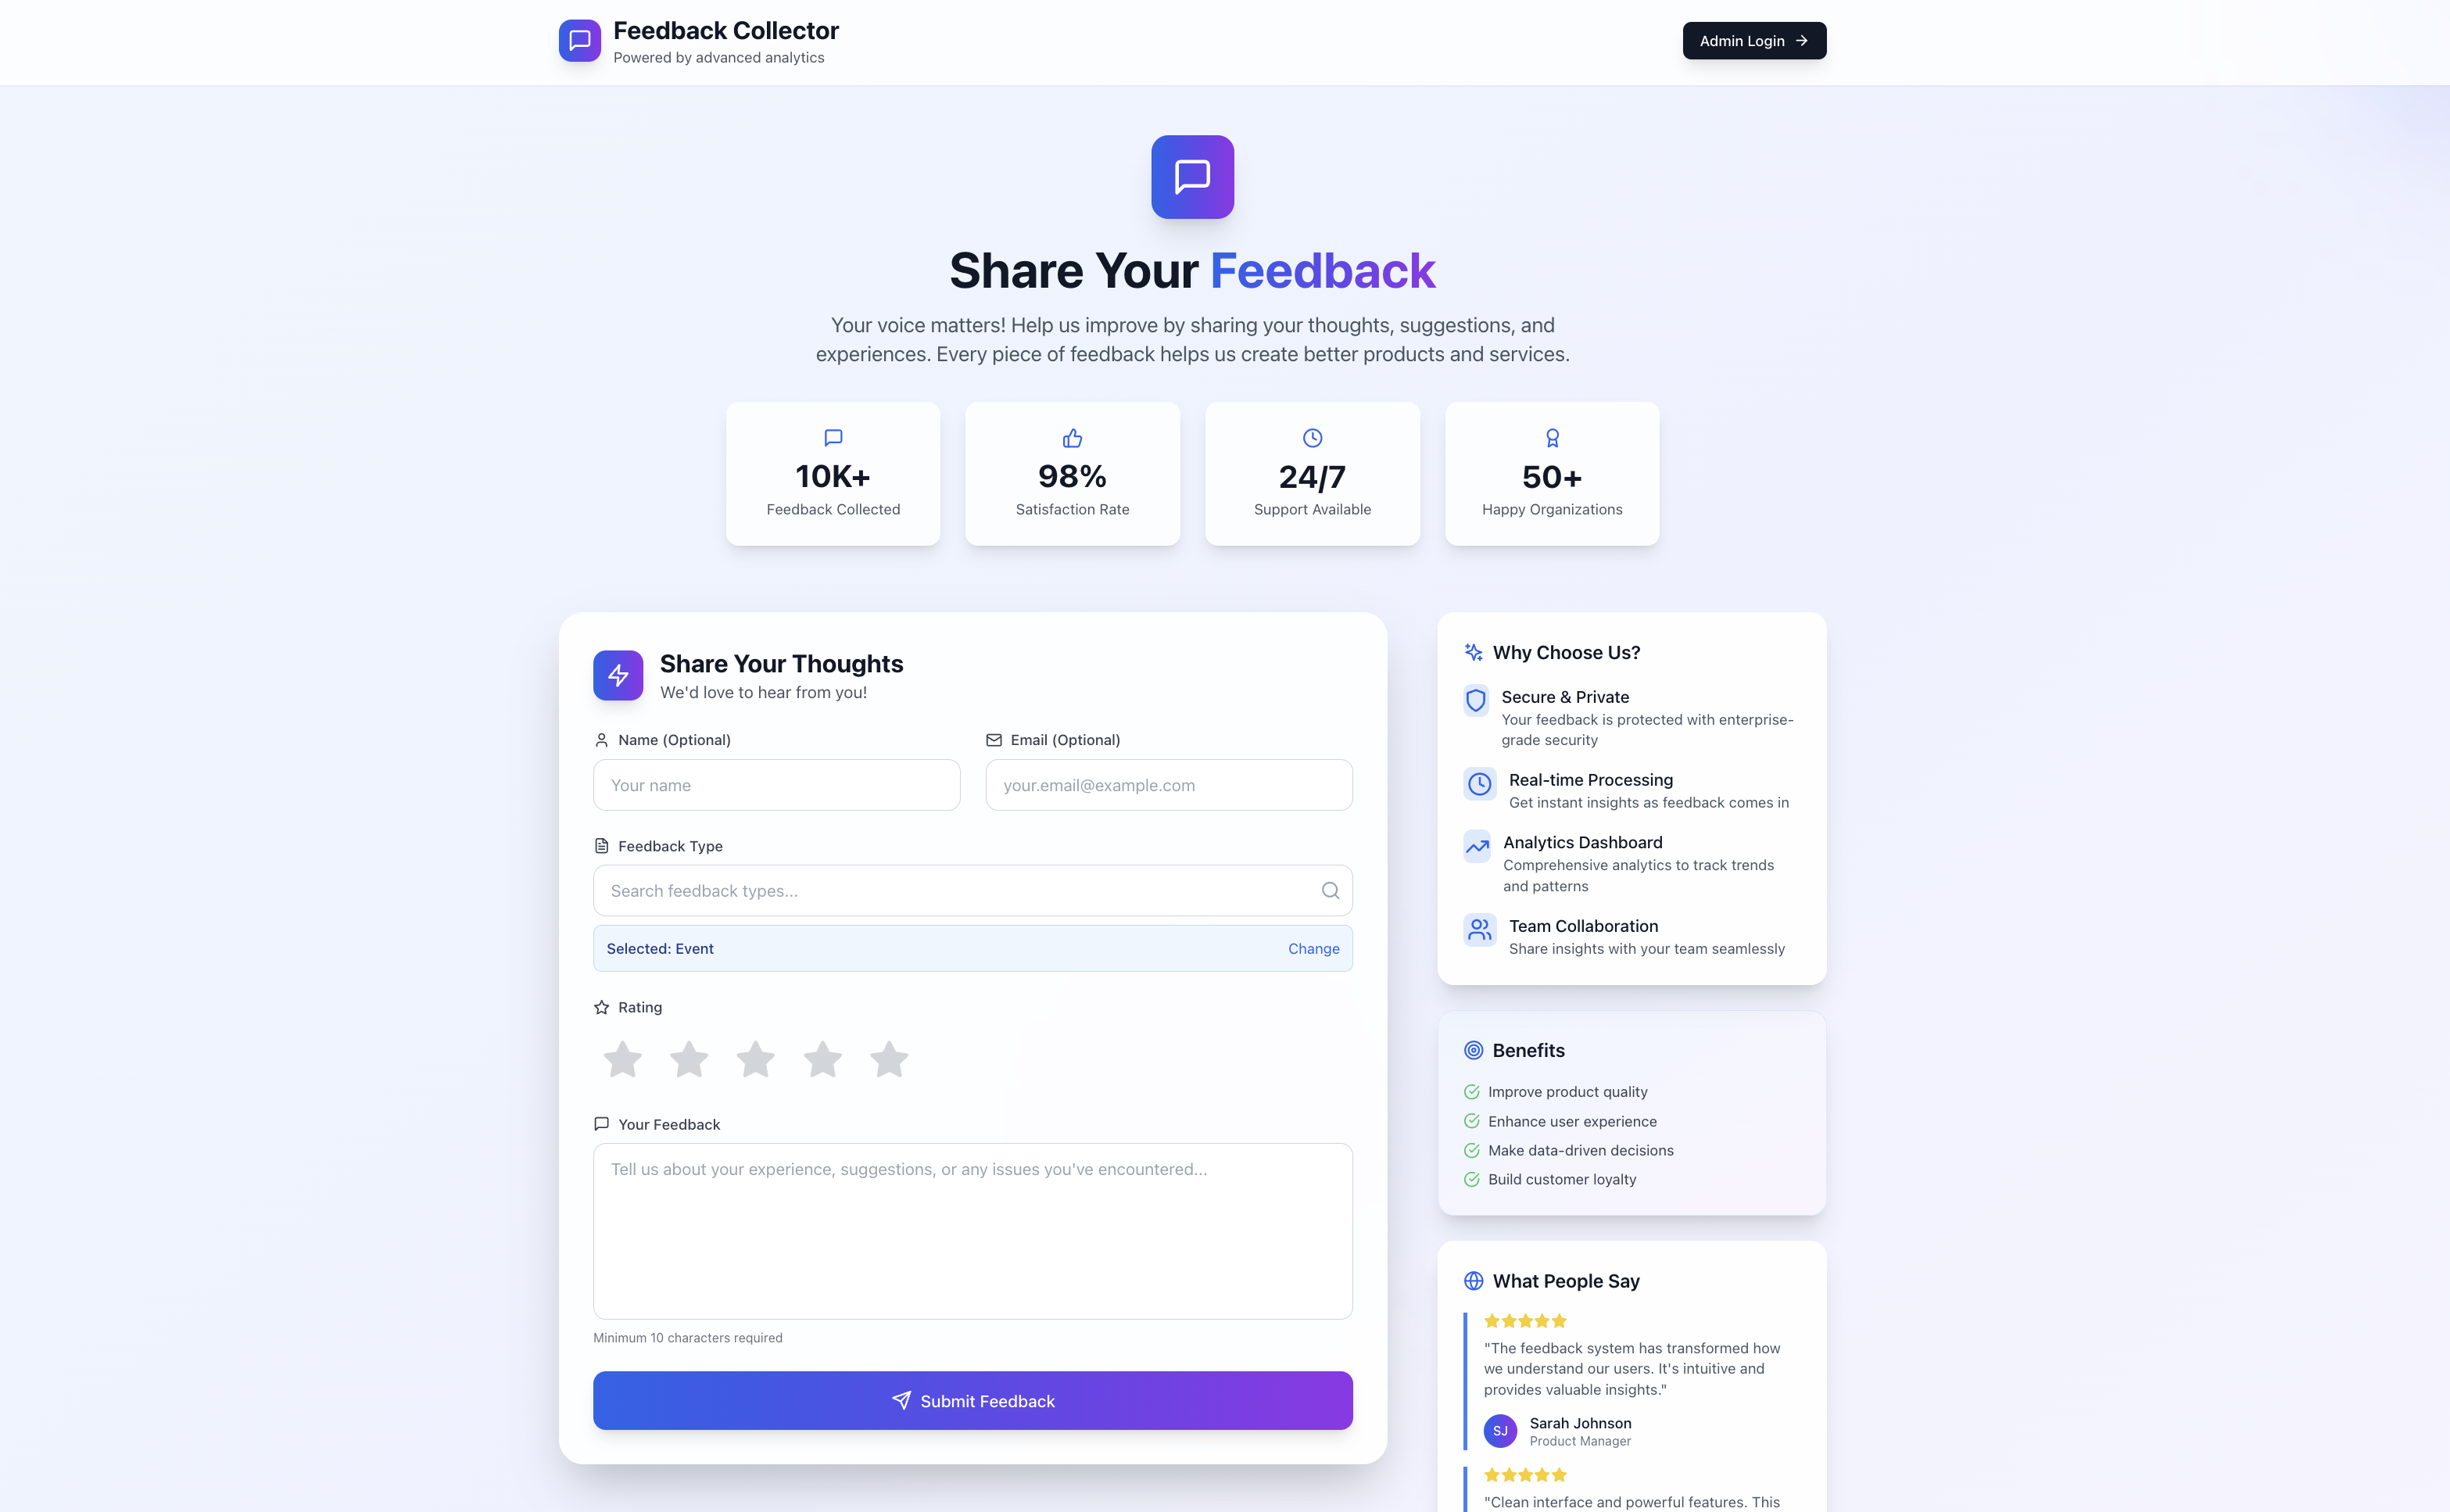 Feedback Collector
Powered by advanced analytics
Admin Login
Share Your Feedback
Your voice matters! Help us improve by sharing your thoughts, suggestions, and
experiences. Every piece of feedback helps us create better products and services.
10K+
Feedback Collected
98%
Satisfaction Rate
24/7
Support Available
50+
Happy Organizations
Share Your Thoughts
We'd love to hear from you!
Name (Optional)
Your name
Email (Optional)
your.email@example.com
Feedback Type
Search feedback types...
Selected: Event
Change
Rating
Your Feedback
Tell us about your experience, suggestions, or any issues you've encountered...
Minimum 10 characters required
Submit Feedback
Why Choose Us?
Secure & Private
Your feedback is protected with enterprise-
grade security
Real-time Processing
Get instant insights as feedback comes in
Analytics Dashboard
Comprehensive analytics to track trends
and patterns
Team Collaboration
Share insights with your team seamlessly
Benefits
Improve product quality
Enhance user experience
Make data-driven decisions
Build customer loyalty
What People Say
"The feedback system has transformed how
we understand our users. It's intuitive and
provides valuable insights."
SJ
Sarah Johnson
Product Manager
"Clean interface and powerful features. This